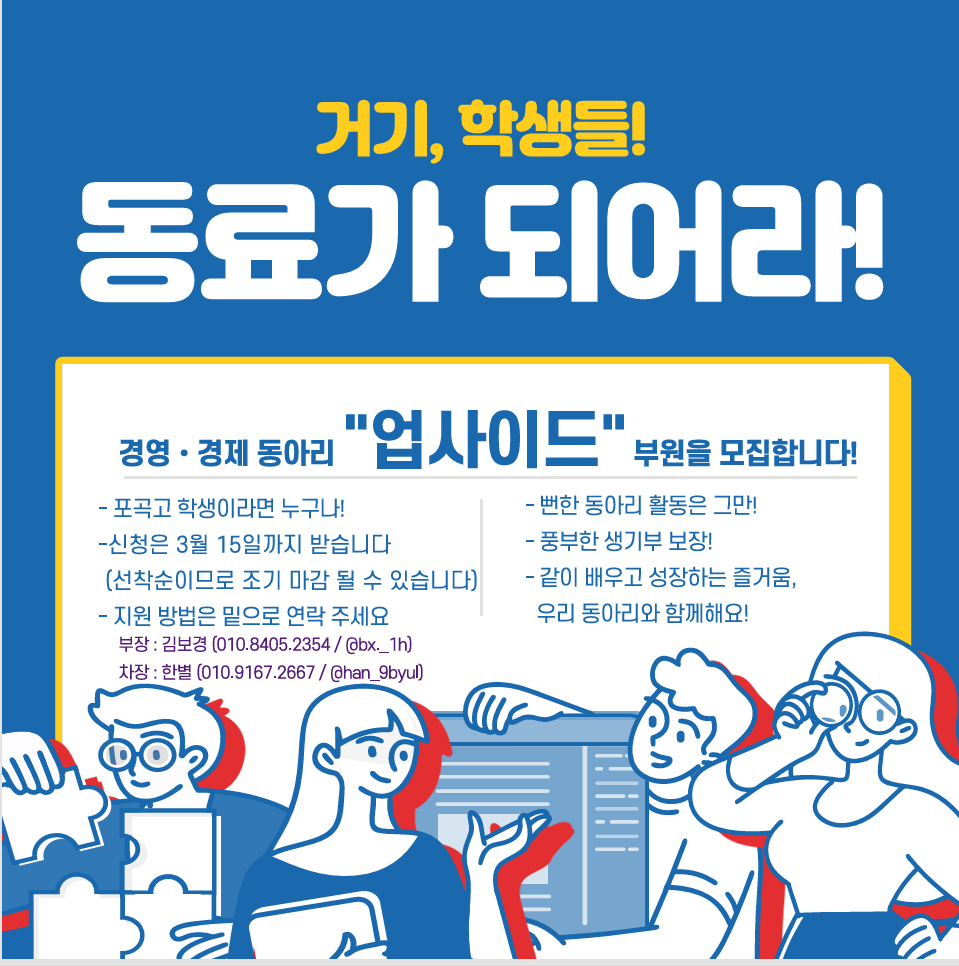 거기, 학생들!
동료가 되어라!
경영·경제 동아리 "업사이드" 부원을 모집합니다!
- 포곡고 학생이라면 누구나!
-신청은 3월 15일까지 받습니다
(선착순이므로 조기 마감 될 수 있습니다)
- 지원 방법은 밑으로 연락 주세요
부장 : 김보경 (010.8405.2354 / @bx._1h)
차장 : 한별 (010.9167.2667 / @han_9byul)
- 뻔한 동아리 활동은 그만!
- 풍부한 생기부 보장!
- 같이 배우고 성장하는 즐거움,
우리 동아리와 함께해요!